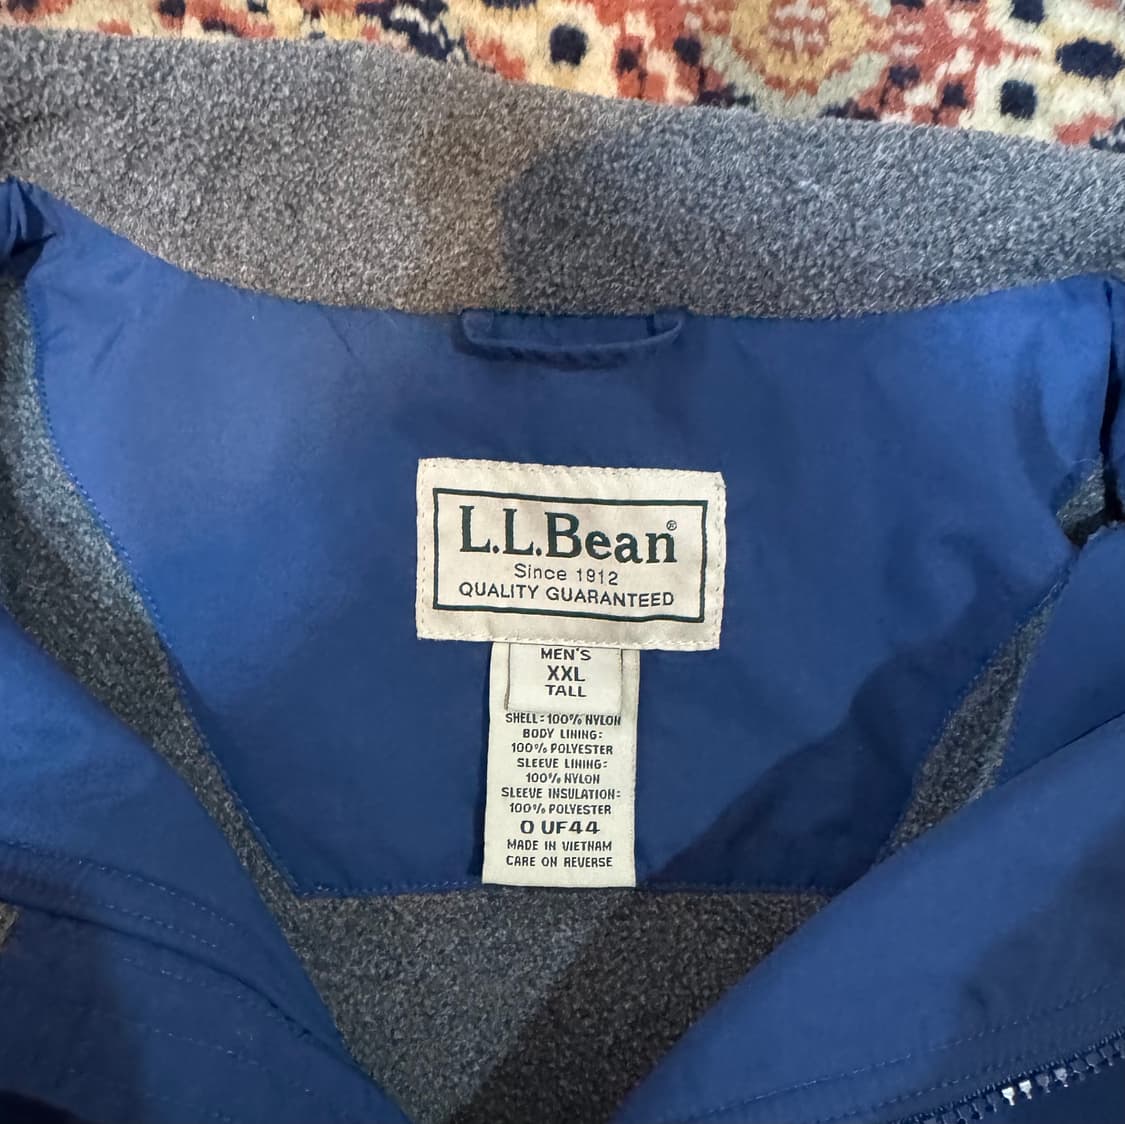 L.L.Bean®
Since 1912
QUALITY GUARANTEED
MEN'S
XXL
TALL
SHELL: 100% NYLON
BODY LINING:
100% POLYESTER
SLEEVE LINING:
100% NYLON
SLEEVE INSULATION:
100% POLYESTER
0 UF44
MADE IN VIETNAM
CARE ON REVERSE